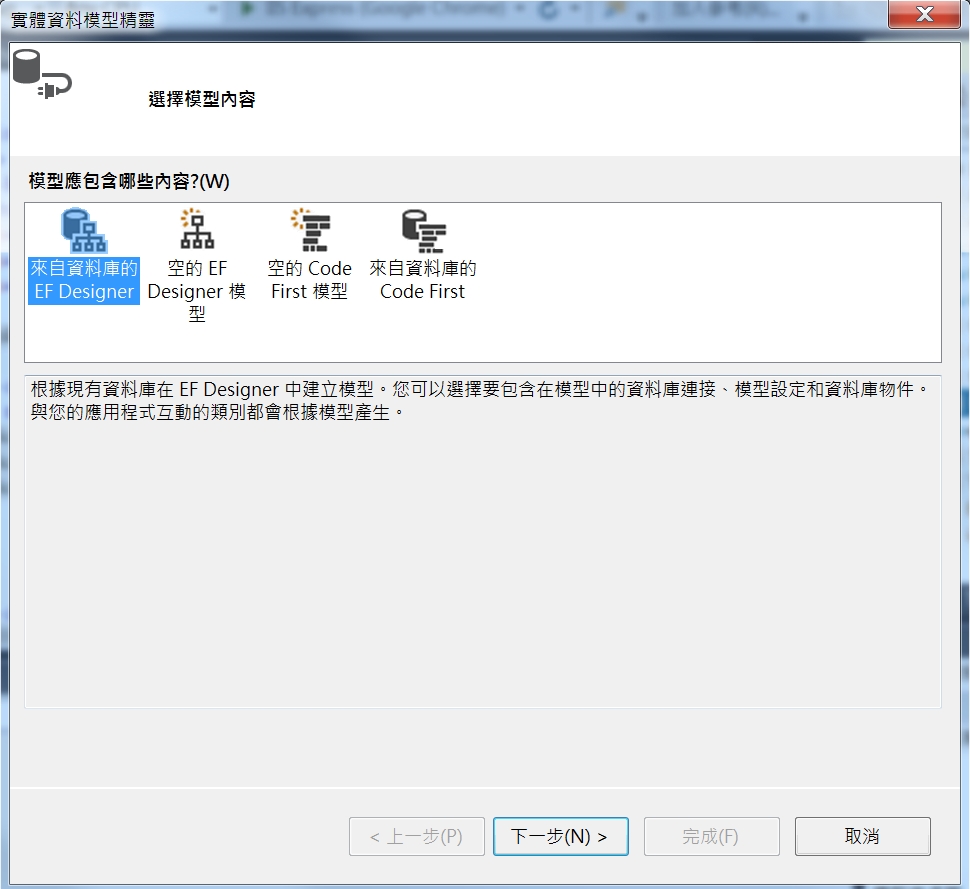 實體資料模型精靈
選擇模型內容
模型應包含哪些內容?(W)
來自資料庫的
EF Designer
空的 EF
Designer 模
型
空的 Code
First 模型
來自資料庫的
Code First
根據現有資料庫在 EF Designer 中建立模型。您可以選擇要包含在模型中的資料庫連接、模型設定和資料庫物件。
與您的應用程式互動的類別都會根據模型產生。
< 上一步(P)
下一步(N) >
完成(F)
取消